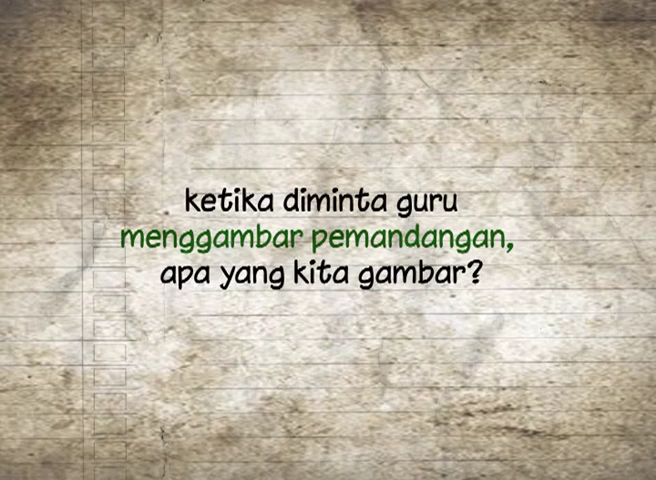 ketika diminta guru
menggambar pemandangan,
apa yang kita gambar?